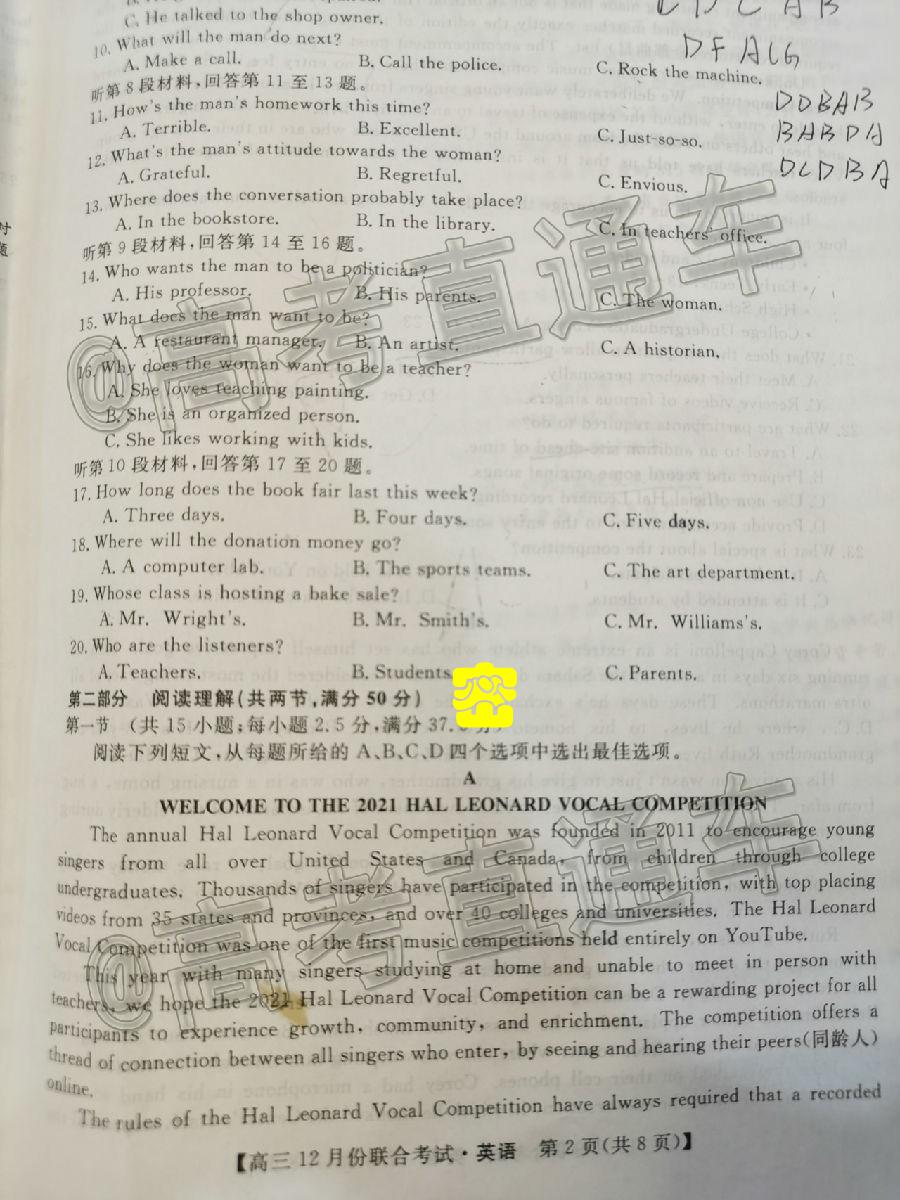 C. He talked to the shop owner.
10. What will the man do next?
A. Make a call. B. Call the police. C. Rock the machine.
听第8段材料,回答第11至13题。
11. How's the man's homework this time?
A. Terrible. B. Excellent. C. Just-so-so.
12. What's the man's attitude towards the woman?
A. Grateful. B. Regretful. C. Envious.
13. Where does the conversation probably take place?
A. In the bookstore. B. In the library. C. In teachers' office.
听第9段材料,回答第14至16题。
14. Who wants the man to be a politician?
A. His professor. B. His parents. C. The woman.
15. What does the man want to be?
A. A restaurant manager. B. An artist. C. A historian.
16. Why does the woman want to be a teacher?
A. She loves teaching painting.
B. She is an organized person.
C. She likes working with kids.
听第10段材料,回答第17至20题。
17. How long does the book fair last this week?
A. Three days. B. Four days. C. Five days.
18. Where will the donation money go?
A. A computer lab. B. The sports teams. C. The art department.
19. Whose class is hosting a bake sale?
A. Mr. Wright's. B. Mr. Smith's. C. Mr. Williams's.
20. Who are the listeners?
A. Teachers. B. Students C. Parents.
第二部分 阅读理解(共两节,满分50分)
第一节 (共15小题;每小题2.5分,满分37.
阅读下列短文,从每题所给的A、B、C、D四个选项中选出最佳选项。
A
WELCOME TO THE 2021 HAL LEONARD VOCAL COMPETITION
The annual Hal Leonard Vocal Competition was founded in 2011 to encourage young
singers from all over United States and Canada, from children through college
undergraduates. Thousands of singers have participated in the competition, with top placing
videos from 35 states and provinces, and over 40 colleges and universities. The Hal Leonard
Vocal Competition was one of the first music competitions held entirely on YouTube.
This year with many singers studying at home and unable to meet in person with
teachers, we hope the 2021 Hal Leonard Vocal Competition can be a rewarding project for all
participants to experience growth, community, and enrichment. The competition offers a
thread of connection between all singers who enter, by seeing and hearing their peers(同龄人)
online.
The rules of the Hal Leonard Vocal Competition have always required that a recorded
【高三12月份联合考试·英语 第2页(共8页)】
DF ACG
DDBAB
BABDA
DCDBA
@高考直通车
@高考直通车